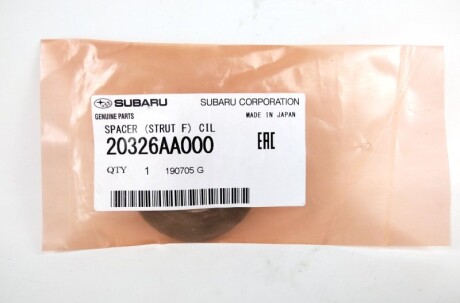 SUBARU SUBARU CORPORATION
GENUINE PARTS MADE IN JAPAN
SPACER (STRUT F) CIL
20326AA000 EAC
QTY 1 190705 G